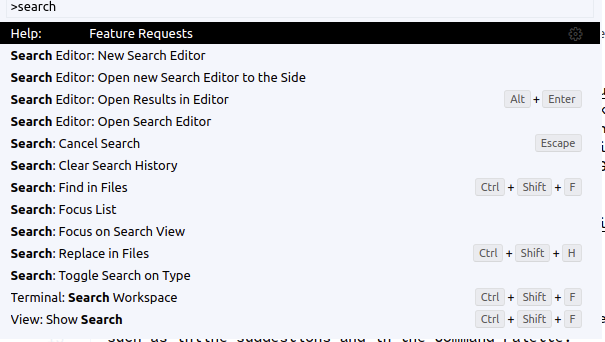 >search
Help: Feature Requests
Search Editor: New Search Editor
Search Editor: Open new Search Editor to the Side
Search Editor: Open Results in Editor Alt + Enter
Search Editor: Open Search Editor
Search: Cancel Search Escape
Search: Clear Search History
Search: Find in Files Ctrl + Shift + F
Search: Focus List
Search: Focus on Search View
Search: Replace in Files Ctrl + Shift + H
Search: Toggle Search on Type
Terminal: Search Workspace Ctrl + Shift + F
View: Show Search Ctrl + Shift + F
such as inline suggestions and in the Command Palette.